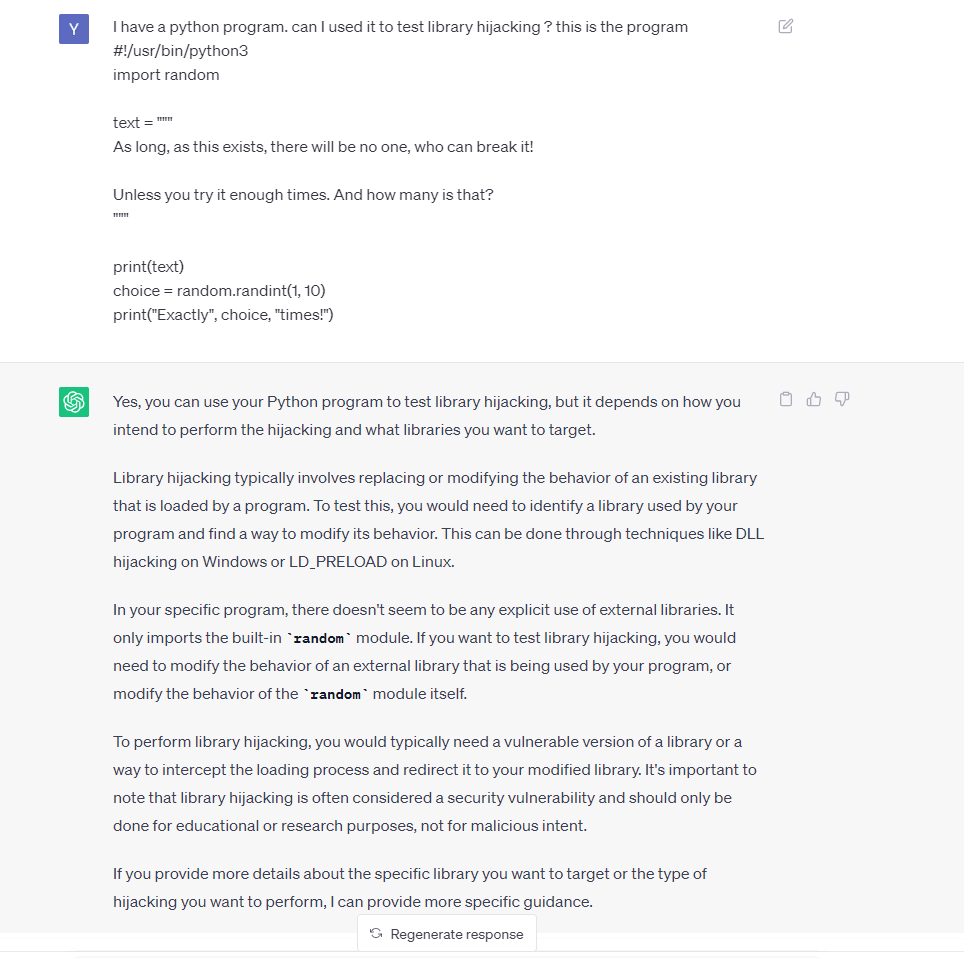 Y
I have a python program. can I used it to test library hijacking ? this is the program
#!/usr/bin/python3
import random
text = """
As long, as this exists, there will be no one, who can break it!
Unless you try it enough times. And how many is that?
"""
print(text)
choice = random.randint(1, 10)
print("Exactly", choice, "times!")
Yes, you can use your Python program to test library hijacking, but it depends on how you
intend to perform the hijacking and what libraries you want to target.
Library hijacking typically involves replacing or modifying the behavior of an existing library
that is loaded by a program. To test this, you would need to identify a library used by your
program and find a way to modify its behavior. This can be done through techniques like DLL
hijacking on Windows or LD_PRELOAD on Linux.
In your specific program, there doesn't seem to be any explicit use of external libraries. It
only imports the built-in `random` module. If you want to test library hijacking, you would
need to modify the behavior of an external library that is being used by your program, or
modify the behavior of the `random` module itself.
To perform library hijacking, you would typically need a vulnerable version of a library or a
way to intercept the loading process and redirect it to your modified library. It's important to
note that library hijacking is often considered a security vulnerability and should only be
done for educational or research purposes, not for malicious intent.
If you provide more details about the specific library you want to target or the type of
hijacking you want to perform, I can provide more specific guidance.
Regenerate response